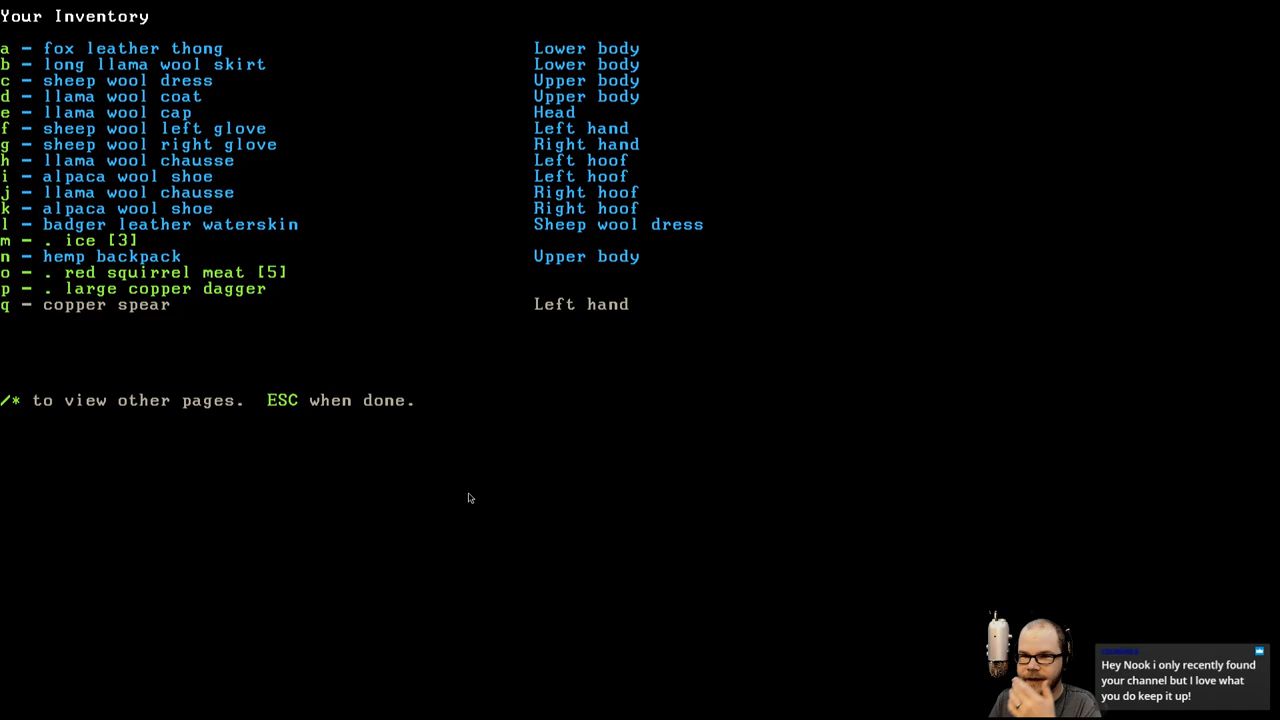 Your Inventory
a - fox leather thong Lower body
b - long llama wool skirt Lower body
c - sheep wool dress Upper body
d - llama wool coat Upper body
e - llama wool cap Head
f - sheep wool left glove Left hand
g - sheep wool right glove Right hand
h - llama wool chausse Left hoof
i - alpaca wool shoe Left hoof
j - llama wool chausse Right hoof
k - alpaca wool shoe Right hoof
l - badger leather waterskin Sheep wool dress
m - . ice [3]
n - hemp backpack Upper body
o - . red squirrel meat [5]
p - . large copper dagger
q - copper spear Left hand
/* to view other pages.  ESC when done.
Hey Nook i only recently found
your channel but I love what
you do keep it up!